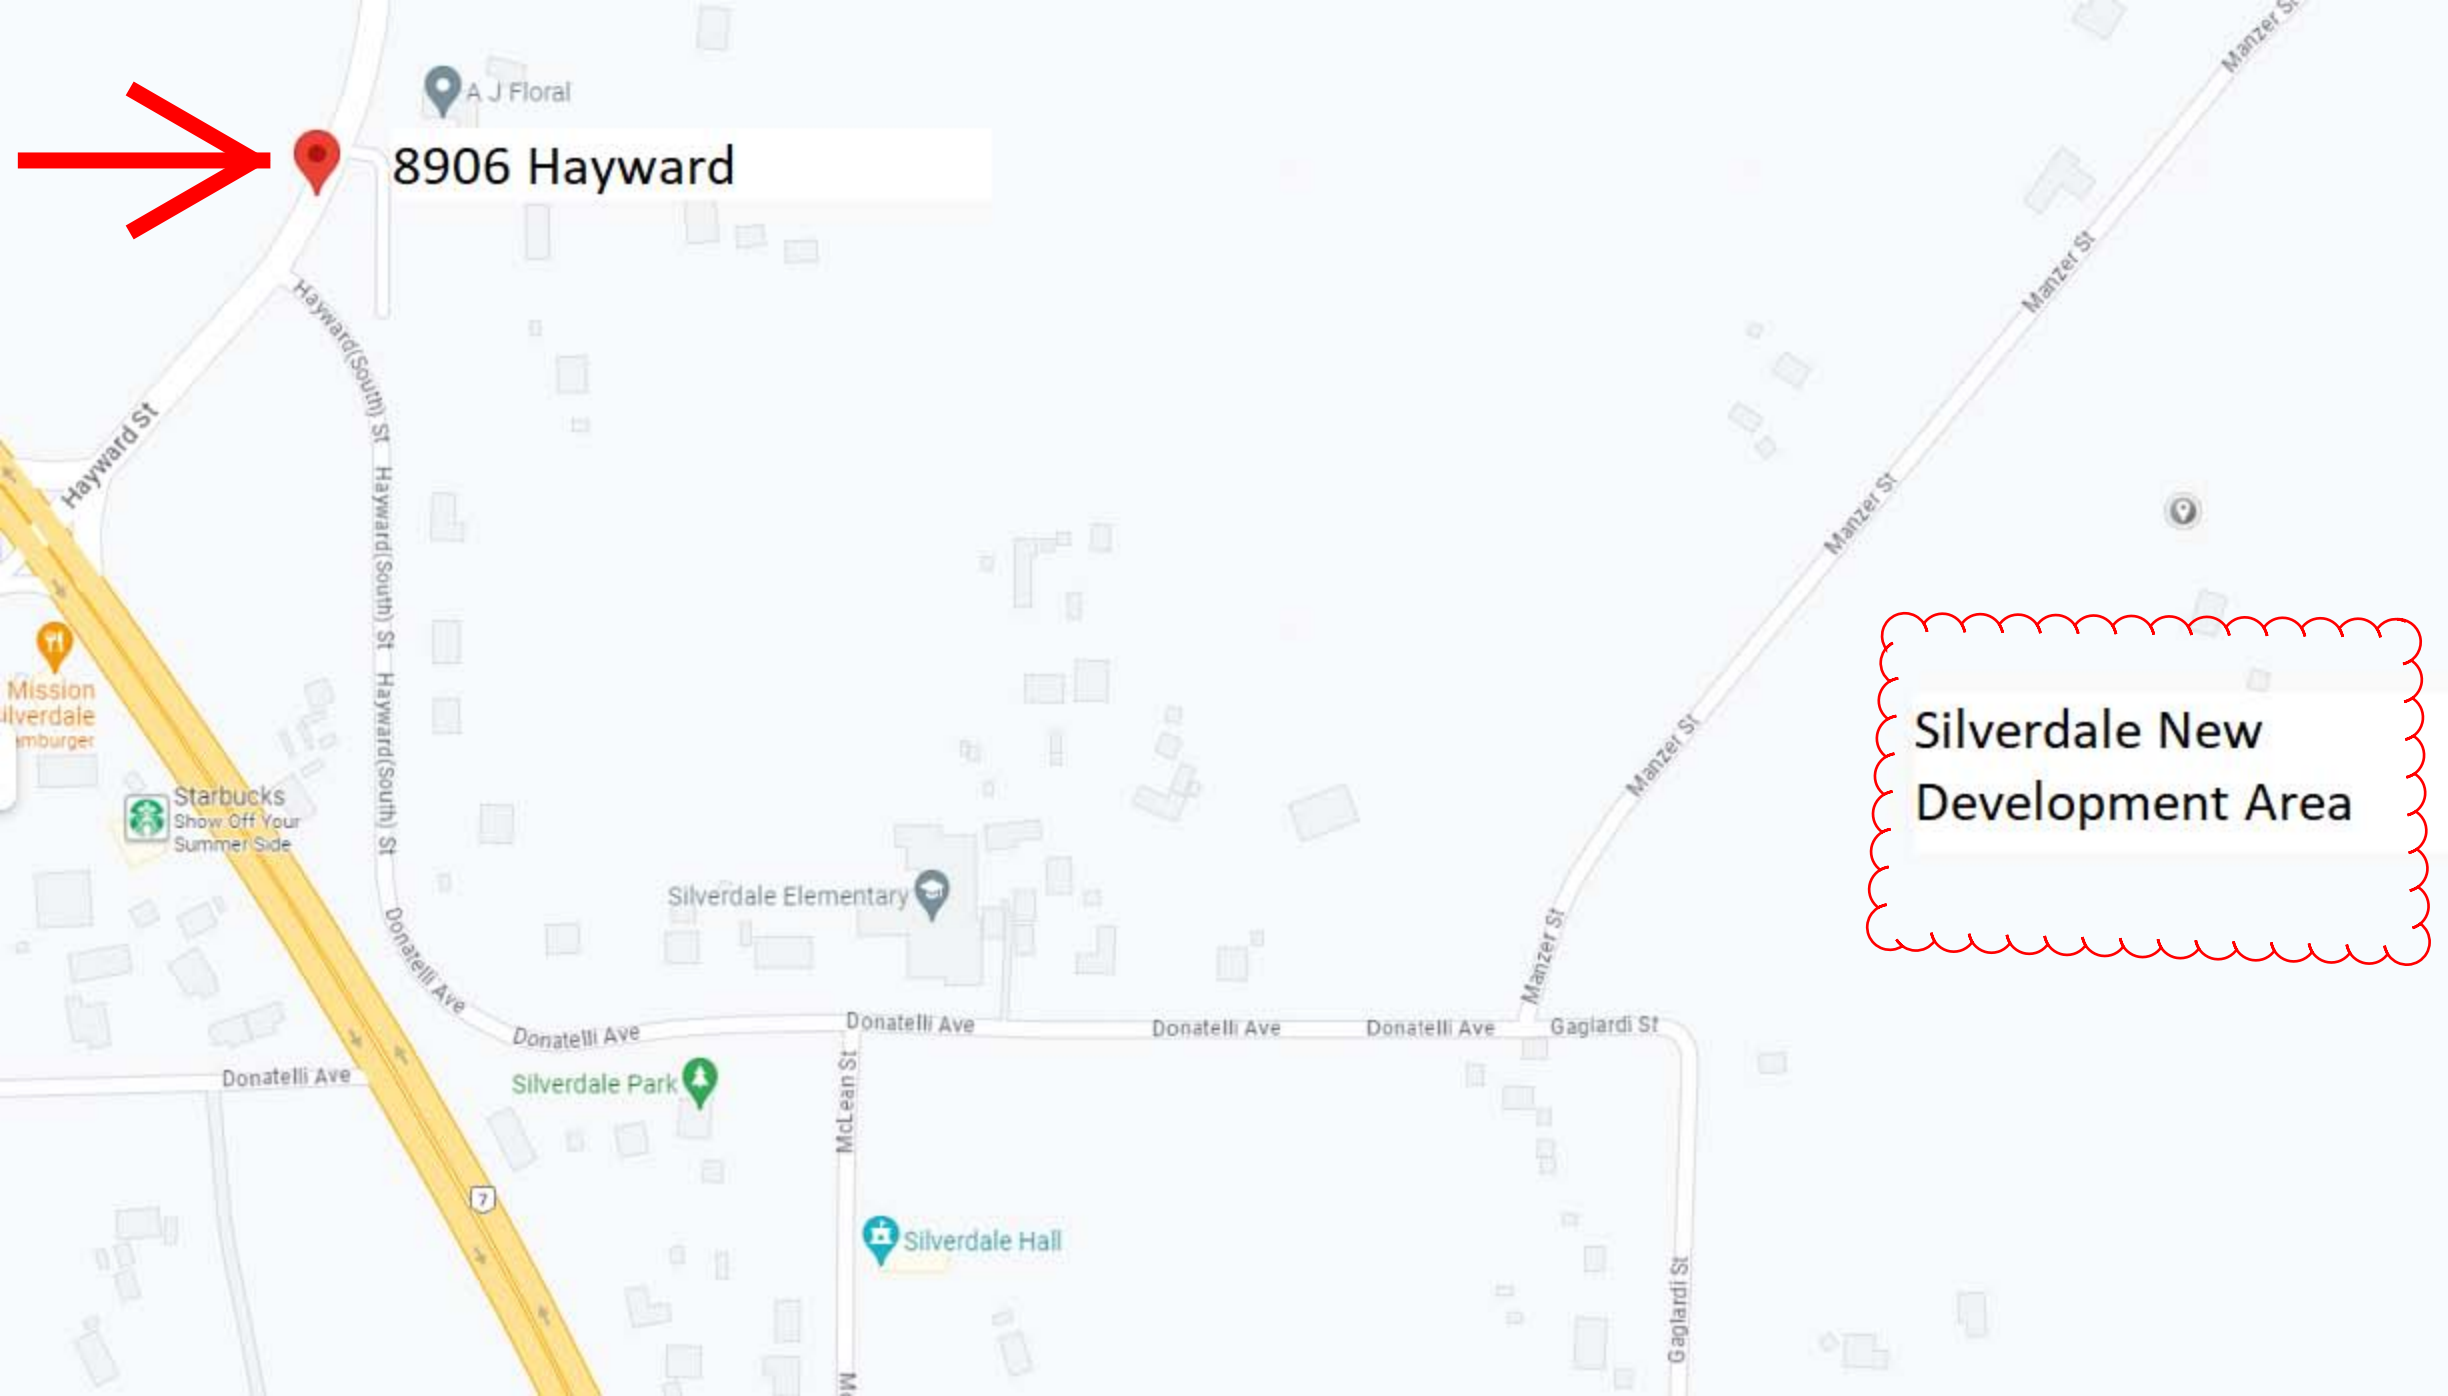 Manzer St
A J Floral
8906 Hayward
Manzer St
Hayward(South) St
Hayward St
Hayward(South) St
Manzer St
Mission
ilverdale
amburger
Hayward(South) St
Manzer St
Silverdale New
Development Area
Starbucks
Show Off Your
Summer Side
Silverdale Elementary
Donatelli Ave
Manzer St
Donatelli Ave
Donatelli Ave
Donatelli Ave
Donatelli Ave
Gaglardi St
Donatelli Ave
Silverdale Park
McLean St
7
Silverdale Hall
Gaglardi St